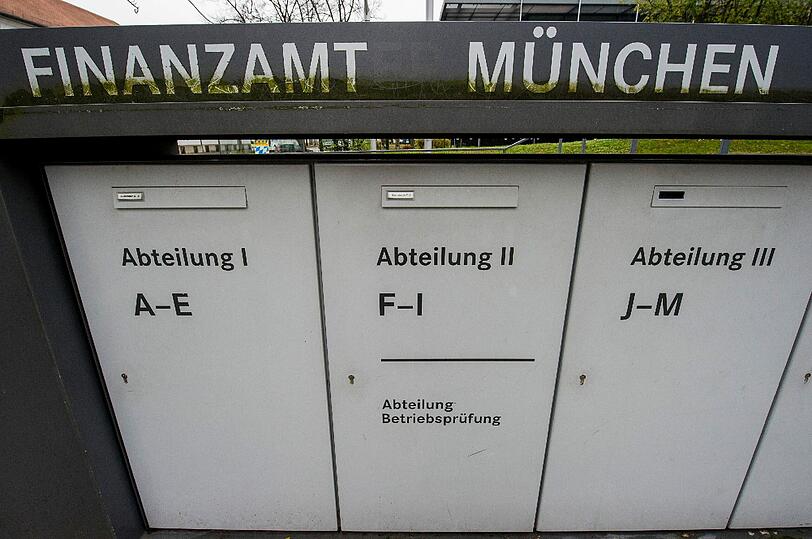 FINANZAMT MÜNCHEN
Abteilung I
A–E
Abteilung II
F–I
Abteilung
Betriebsprüfung
Abteilung III
J–M